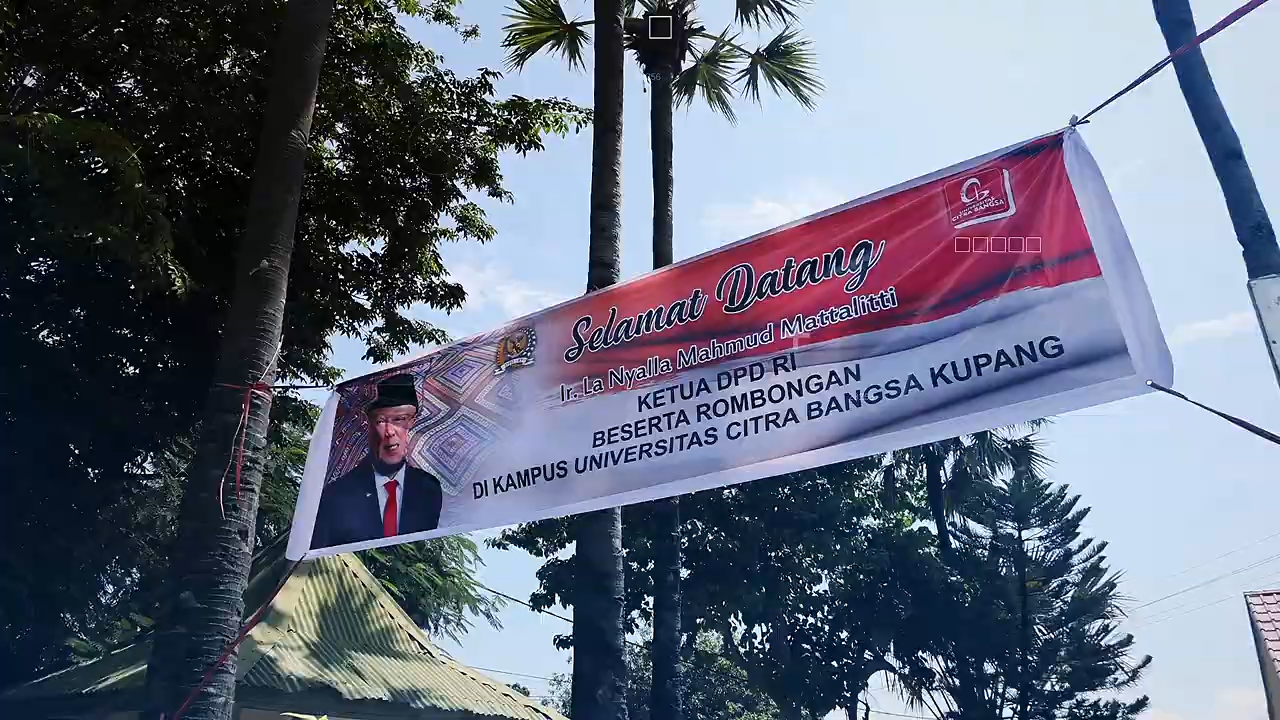 Selamat Datang
Ir. La Nyalla Mahmud Mattalitti
KETUA DPD RI
BESERTA ROMBONGAN
DI KAMPUS UNIVERSITAS CITRA BANGSA KUPANG
UNIVERSITAS
CITRA BANGSA